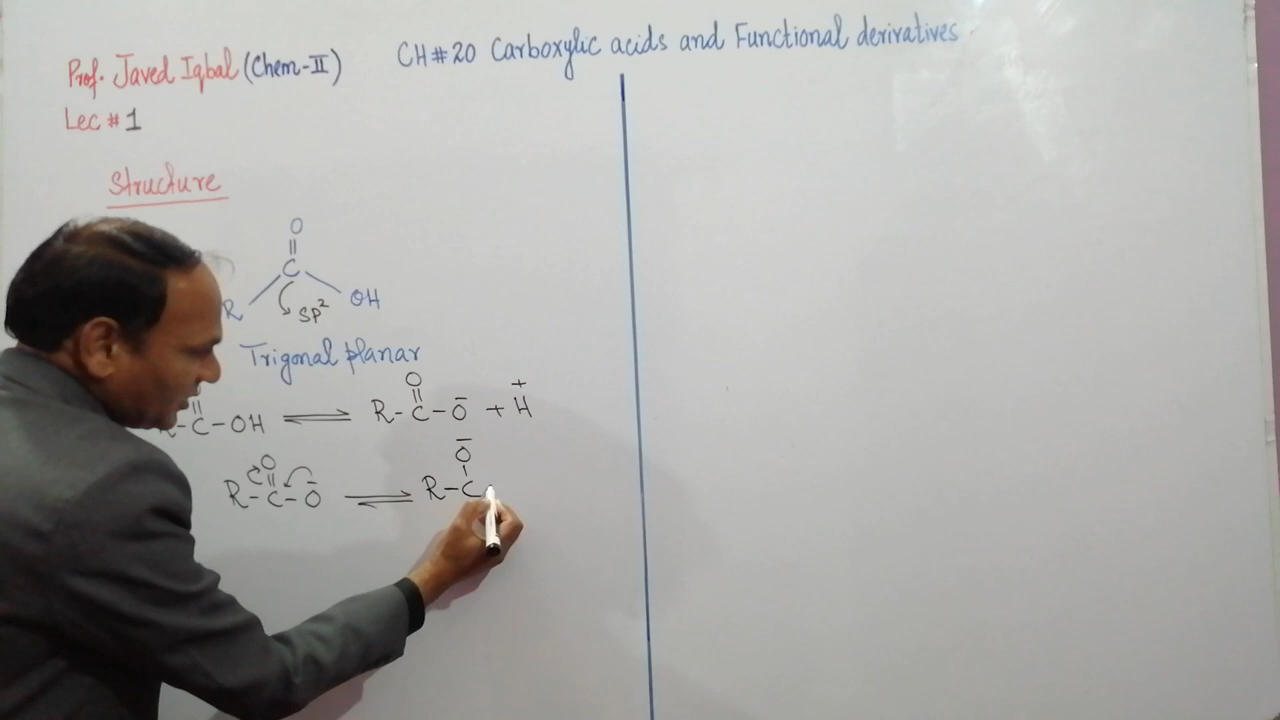 CH#20 Carboxylic acids and Functional derivatives
Prof. Javed Iqbal (Chem-II)
Lec # 1
Structure
O
||
C
R SP² OH
Trigonal planar
O O +
|| || −
R-C-OH ⇌ R-C-O + H
−
O O
|| − |
R-C-O ⇌ R-C